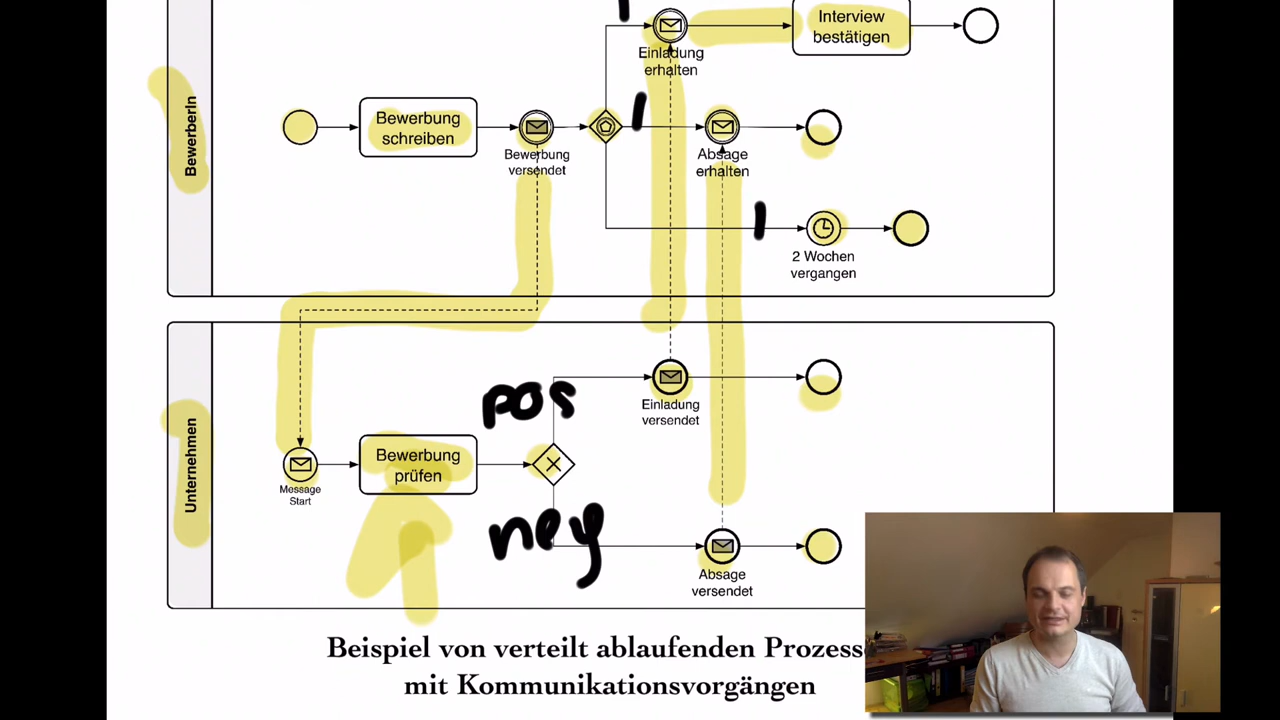 Interview
bestätigen
Einladung
erhalten
BewerberIn
Bewerbung
schreiben
Bewerbung
versendet
Absage
erhalten
2 Wochen
vergangen
Unternehmen
pos
Einladung
versendet
Bewerbung
prüfen
Message
Start
neg
Absage
versendet
Beispiel von verteilt ablaufenden
mit Kommunikationsvorgängen